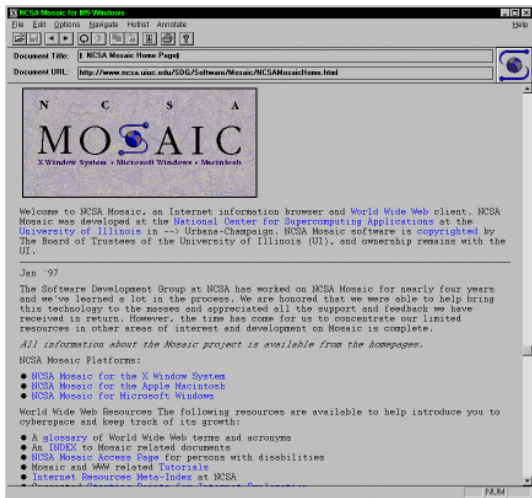 NCSA Mosaic for MS Windows
File Edit Options Navigate Hotlist Annotate Help
Document Title: NCSA Mosaic Home Page
Document URL: http://www.ncsa.uiuc.edu/SDG/Software/Mosaic/NCSAMosaicHome.html
N C S A
MOSAIC
X Window System • Microsoft Windows • Macintosh
Welcome to NCSA Mosaic, an Internet information browser and World Wide Web client. NCSA
Mosaic was developed at the National Center for Supercomputing Applications at the
University of Illinois in --> Urbana-Champaign. NCSA Mosaic software is copyrighted by
The Board of Trustees of the University of Illinois (UI), and ownership remains with the
UI.
Jan `97
The Software Development Group at NCSA has worked on NCSA Mosaic for nearly four years
and we've learned a lot in the process. We are honored that we were able to help bring
this technology to the masses and appreciated all the support and feedback we have
received in return. However, the time has come for us to concentrate our limited
resources in other areas of interest and development on Mosaic is complete.
All information about the Mosaic project is available from the homepages.
NCSA Mosaic Platforms:
● NCSA Mosaic for the X Window System
● NCSA Mosaic for the Apple Macintosh
● NCSA Mosaic for Microsoft Windows
World Wide Web Resources The following resources are available to help introduce you to
cyberspace and keep track of its growth:
● A glossary of World Wide Web terms and acronyms
● An INDEX to Mosaic related documents
● NCSA Mosaic Access Page for persons with disabilities
● Mosaic and WWW related Tutorials
● Internet Resources Meta-Index at NCSA
NUM